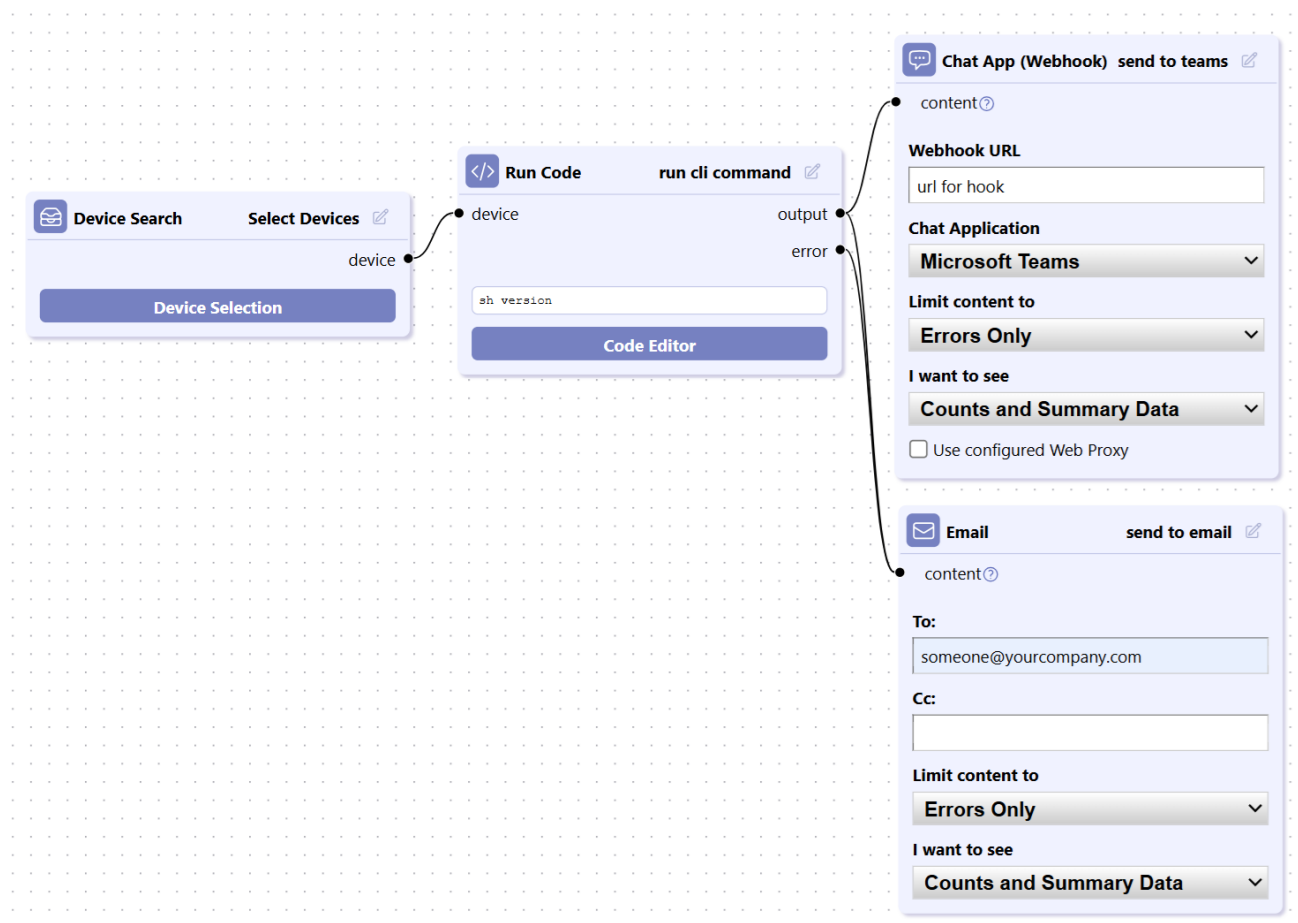 Device Search Select Devices
device
Device Selection
Run Code run cli command
device output
error
sh version
Code Editor
Chat App (Webhook) send to teams
content?
Webhook URL
url for hook
Chat Application
Microsoft Teams
Limit content to
Errors Only
I want to see
Counts and Summary Data
Use configured Web Proxy
Email send to email
content?
To:
someone@yourcompany.com
Cc:
Limit content to
Errors Only
I want to see
Counts and Summary Data